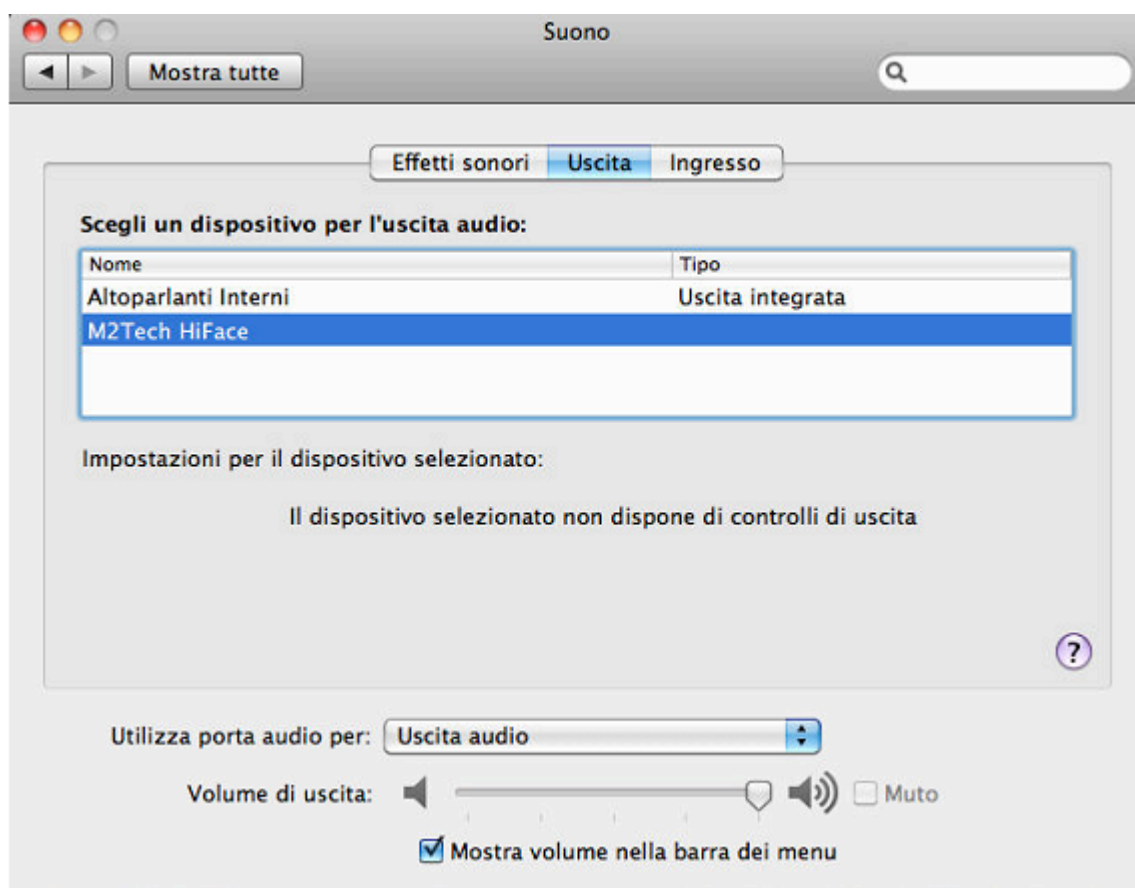 Suono
Mostra tutte
Effetti sonori Uscita Ingresso
Scegli un dispositivo per l'uscita audio:
Nome Tipo
Altoparlanti Interni Uscita integrata
M2Tech HiFace
Impostazioni per il dispositivo selezionato:
Il dispositivo selezionato non dispone di controlli di uscita
?
Utilizza porta audio per: Uscita audio
Volume di uscita: Muto
Mostra volume nella barra dei menu